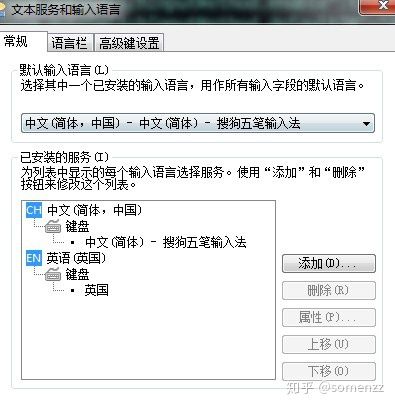 文本服务和输入语言
常规 语言栏 高级键设置
默认输入语言(L)
选择其中一个已安装的输入语言，用作所有输入字段的默认语言。
中文(简体，中国) - 中文(简体) - 搜狗五笔输入法
已安装的服务(I)
为列表中显示的每个输入语言选择服务。使用“添加”和“删除”
按钮来修改这个列表。
CH 中文(简体，中国)
键盘
中文(简体) - 搜狗五笔输入法
EN 英语(英国)
键盘
英国
添加(D)...
删除(R)
属性(P)...
上移(U)
下移(O)
知乎 @somenzz